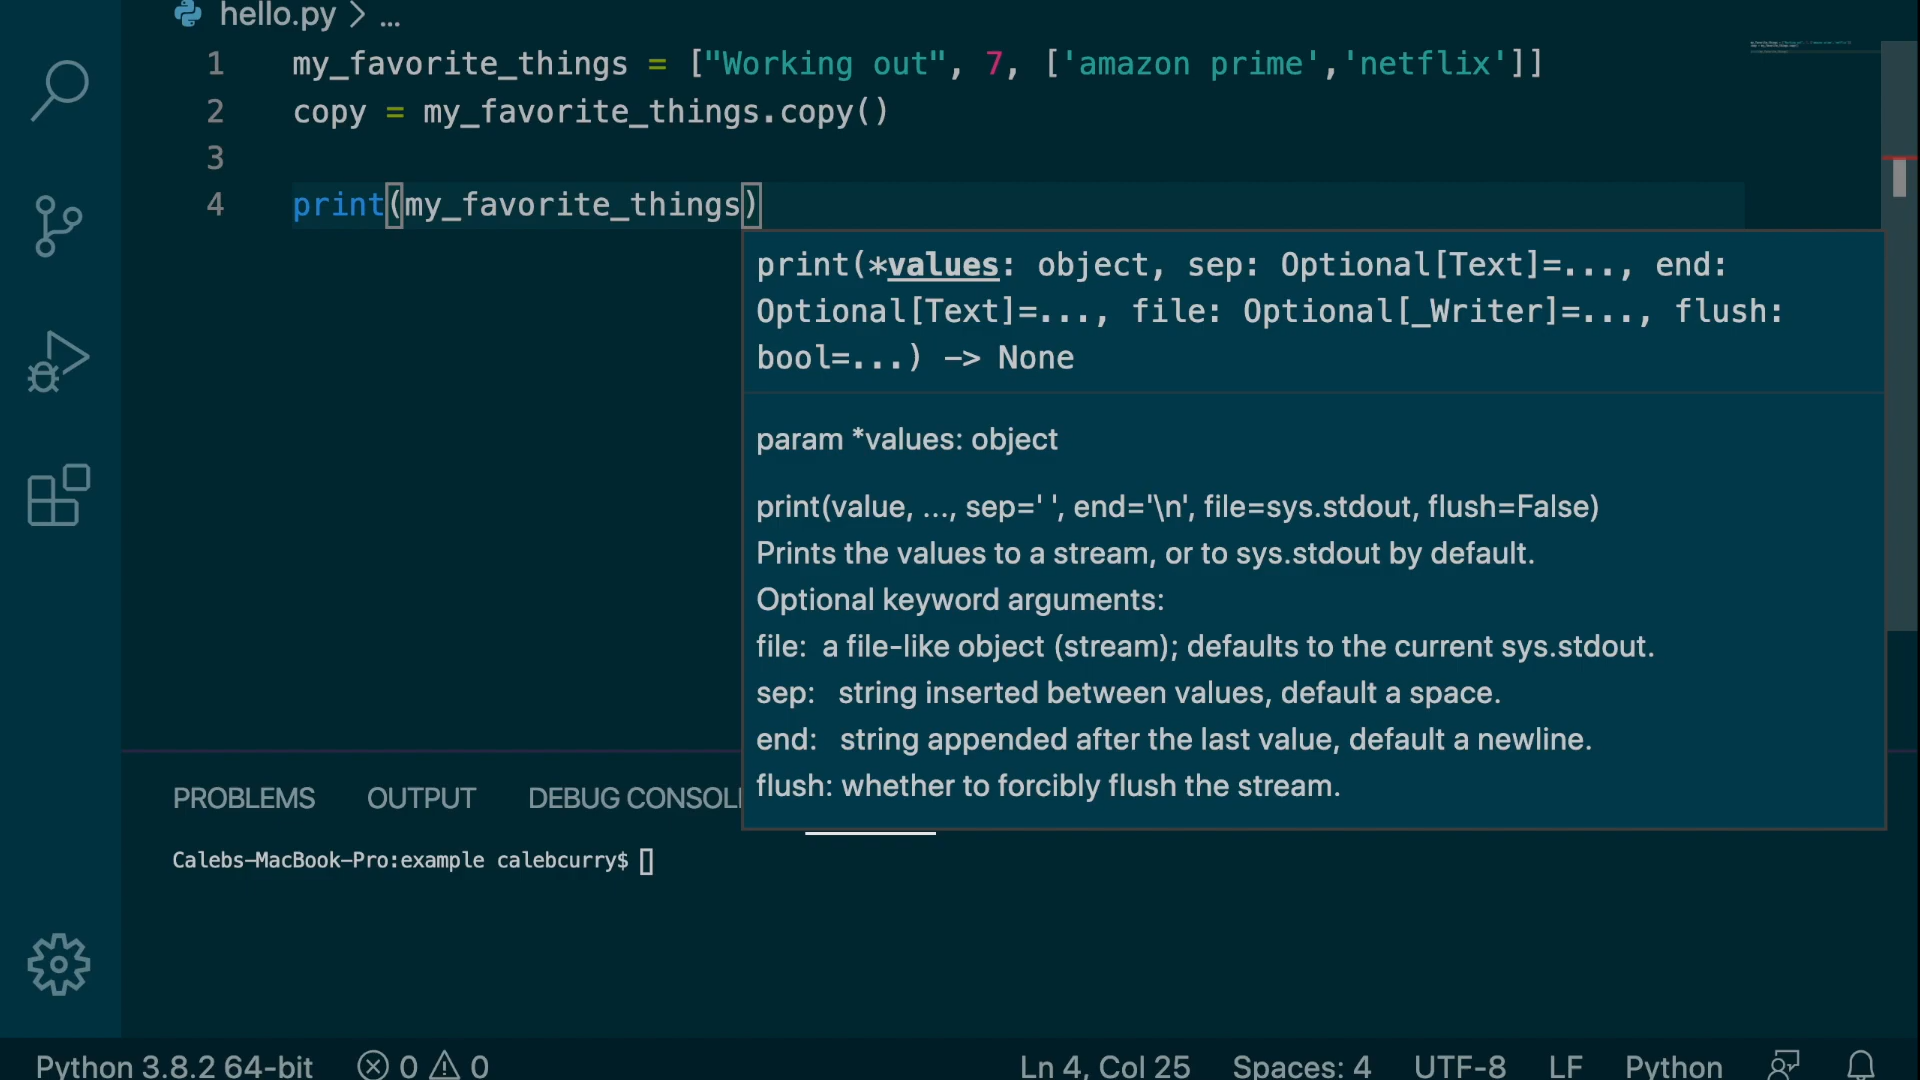 hello.py > ...
1 my_favorite_things = ["Working out", 7, ['amazon prime','netflix']]
2 copy = my_favorite_things.copy()
3
4 print(my_favorite_things)
print(*values: object, sep: Optional[Text]=..., end:
Optional[Text]=..., file: Optional[_Writer]=..., flush:
bool=...) -> None
param *values: object
print(value, ..., sep=' ', end='\n', file=sys.stdout, flush=False)
Prints the values to a stream, or to sys.stdout by default.
Optional keyword arguments:
file: a file-like object (stream); defaults to the current sys.stdout.
sep: string inserted between values, default a space.
end: string appended after the last value, default a newline.
flush: whether to forcibly flush the stream.
PROBLEMS OUTPUT DEBUG CONSOL
Calebs-MacBook-Pro:example calebcurry$
Python 3.8.2 64-bit 0 0 Ln 4, Col 25 Spaces: 4 UTF-8 LF Python